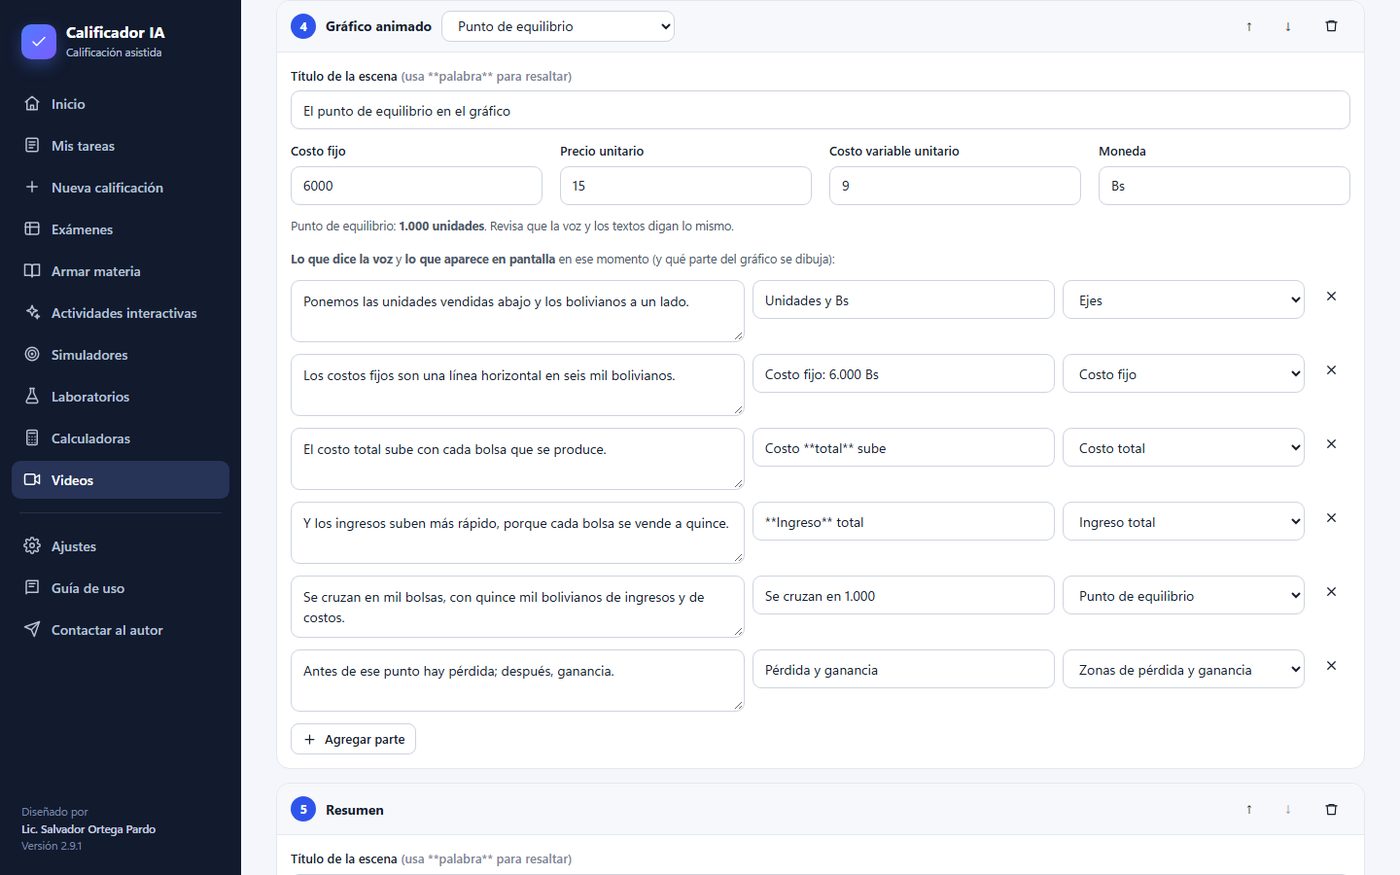 Calificador IA
Calificación asistida
Inicio
Mis tareas
Nueva calificación
Exámenes
Armar materia
Actividades interactivas
Simuladores
Laboratorios
Calculadoras
Videos
Ajustes
Guía de uso
Contactar al autor
Diseñado por
Lic. Salvador Ortega Pardo
Versión 2.9.1
4 Gráfico animado Punto de equilibrio ↑ ↓
Título de la escena (usa **palabra** para resaltar)
El punto de equilibrio en el gráfico
Costo fijo Precio unitario Costo variable unitario Moneda
6000 15 9 Bs
Punto de equilibrio: 1.000 unidades. Revisa que la voz y los textos digan lo mismo.
Lo que dice la voz y lo que aparece en pantalla en ese momento (y qué parte del gráfico se dibuja):
Ponemos las unidades vendidas abajo y los bolivianos a un lado. Unidades y Bs Ejes ×
Los costos fijos son una línea horizontal en seis mil bolivianos. Costo fijo: 6.000 Bs Costo fijo ×
El costo total sube con cada bolsa que se produce. Costo **total** sube Costo total ×
Y los ingresos suben más rápido, porque cada bolsa se vende a quince. **Ingreso** total Ingreso total ×
Se cruzan en mil bolsas, con quince mil bolivianos de ingresos y de Se cruzan en 1.000 Punto de equilibrio ×
costos.
Antes de ese punto hay pérdida; después, ganancia. Pérdida y ganancia Zonas de pérdida y ganancia ×
+ Agregar parte
5 Resumen ↑ ↓
Título de la escena (usa **palabra** para resaltar)